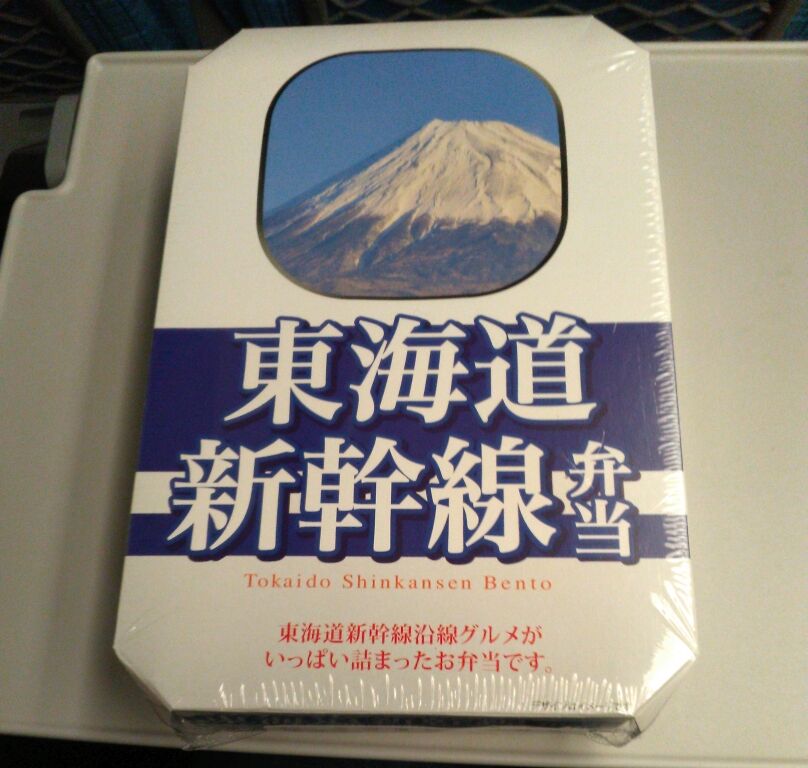 東海道
新幹線弁当
Tokaido Shinkansen Bento
東海道新幹線沿線グルメが
いっぱい詰まったお弁当です。